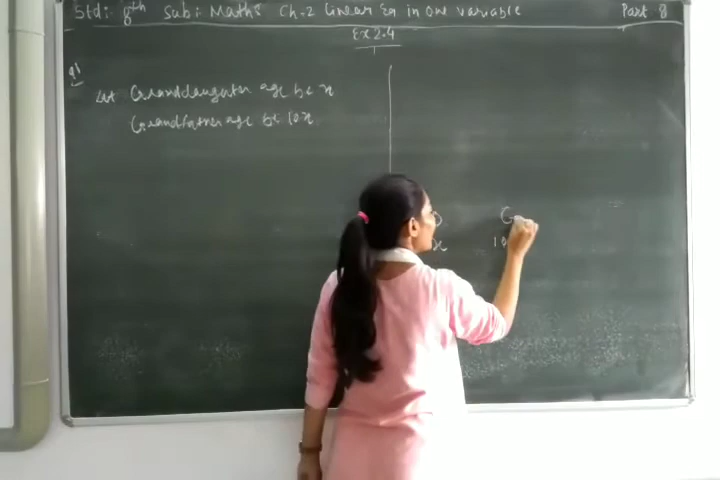 Std: 8th Sub: Maths Ch-2 Linear Eq in one variable Part 8
Ex 2.4
Let Granddaughter age be x
Grandfather age be 10x
x 10